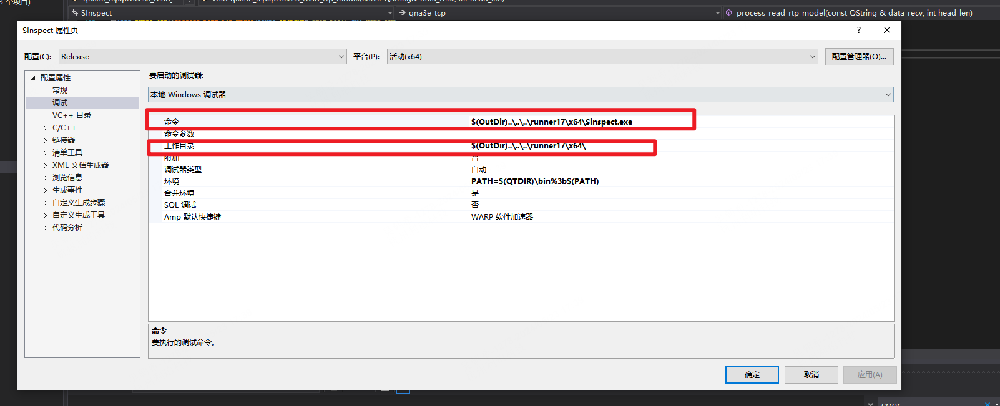 3 个项目)
SInspect
qna3e_tcp
process_read_rtp_model(const QString & data_recv, int head_len)
SInspect 属性页
?
配置(C):
Release
平台(P):
活动(x64)
配置管理器(O)...
配置属性
常规
调试
VC++ 目录
C/C++
链接器
清单工具
XML 文档生成器
浏览信息
生成事件
自定义生成步骤
自定义生成工具
代码分析
要启动的调试器:
本地 Windows 调试器
命令 $(OutDir)..\..\..\runner17\x64\Sinspect.exe
命令参数
工作目录 $(OutDir)..\..\..\runner17\x64\
附加 否
调试器类型 自动
环境 PATH=$(QTDIR)\bin%3b$(PATH)
合并环境 是
SQL 调试 否
Amp 默认快捷键 WARP 软件加速器
命令
要执行的调试命令。
确定
取消
应用(A)
error